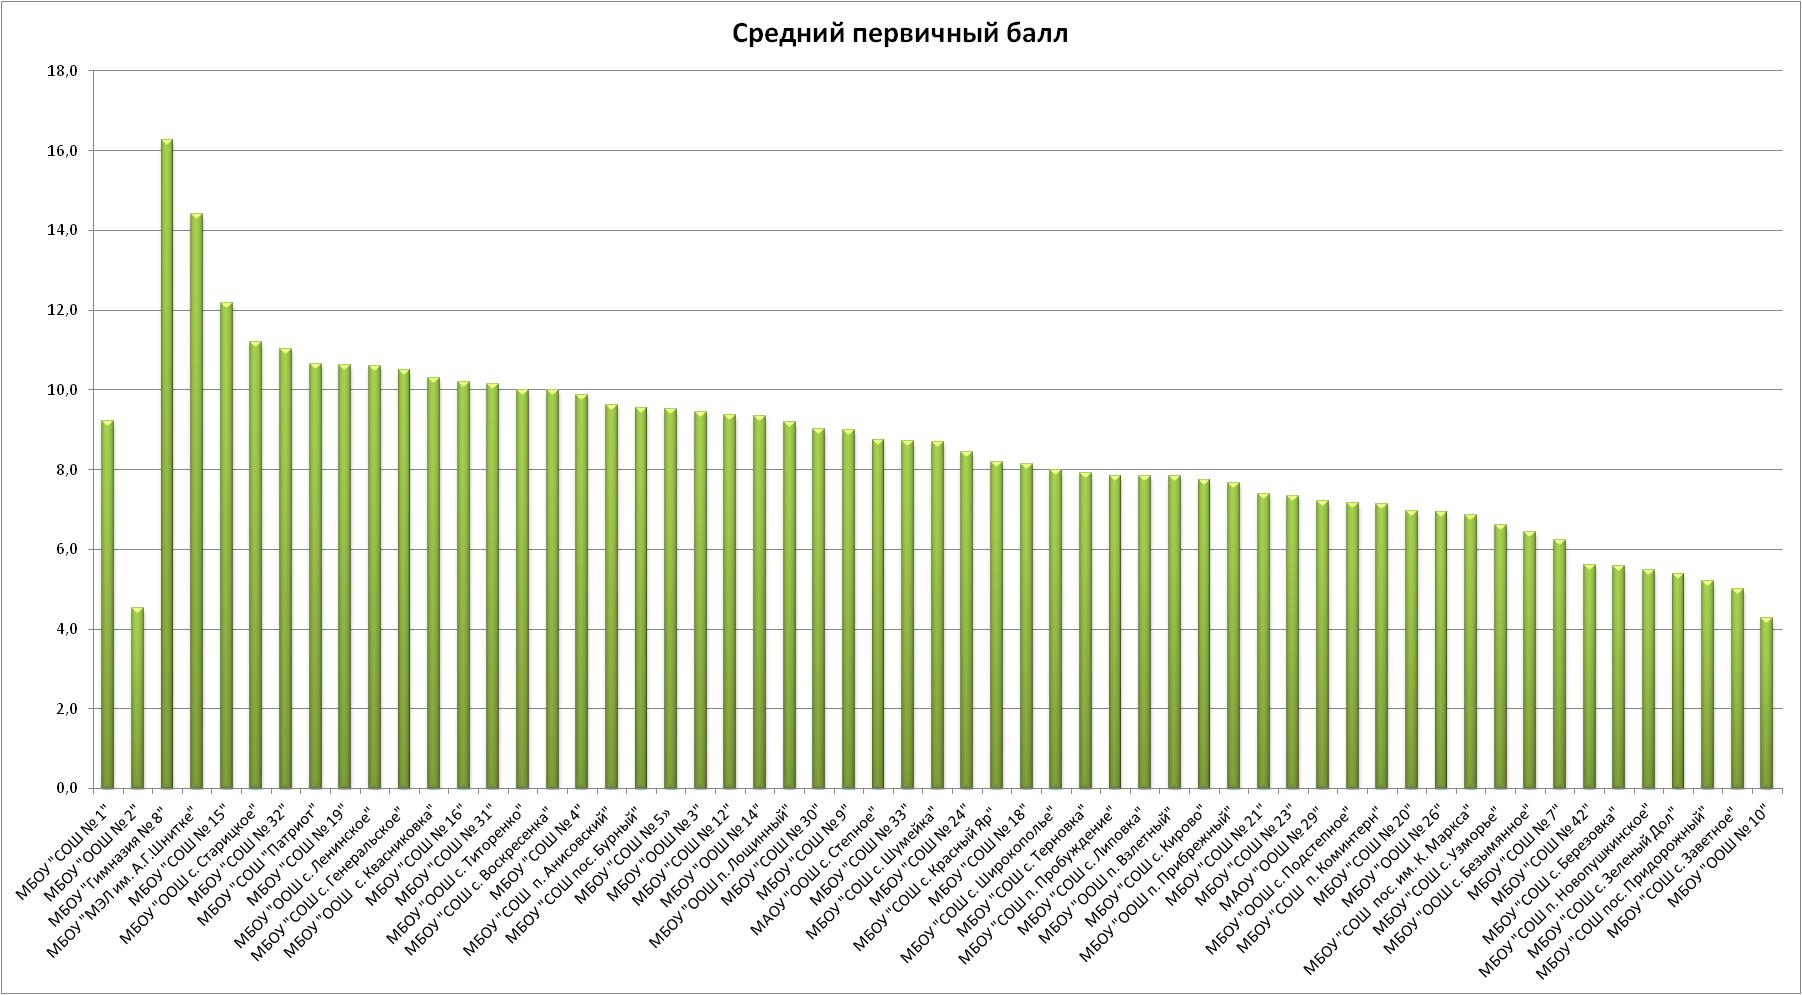 Средний первичный балл
18,0
16,0
14,0
12,0
10,0
8,0
6,0
4,0
2,0
0,0
МБОУ "СОШ № 1"
МБОУ "ООШ № 2"
МБОУ "Гимназия № 8"
МБОУ "МЭЛ им. А.Г. Шнитке"
МБОУ "СОШ № 15"
МБОУ "ООШ с. Старицкое"
МБОУ "СОШ № 32"
МБОУ "СОШ "Патриот"
МБОУ "СОШ № 19"
МБОУ "ООШ с. Ленинское"
МБОУ "СОШ с. Генеральское"
МБОУ "ООШ с. Квасниковка"
МБОУ "СОШ № 16"
МБОУ "СОШ № 31"
МБОУ "ООШ с. Титоренко"
МБОУ "СОШ с. Воскресенка"
МБОУ "СОШ № 4"
МБОУ "СОШ п. Анисовский"
МБОУ "СОШ пос. Бурный"
МБОУ "СОШ № 5»
МБОУ "ООШ № 3"
МБОУ "СОШ № 12"
МБОУ "ООШ № 14"
МБОУ "ООШ п. Лощинный"
МБОУ "СОШ № 30"
МБОУ "СОШ № 9"
МАОУ "ООШ с. Степное"
МБОУ "СОШ № 33"
МБОУ "СОШ с. Шумейка"
МБОУ "СОШ № 24"
МБОУ "СОШ с. Красный Яр"
МБОУ "СОШ № 18"
МБОУ "СОШ с. Широкополье"
МБОУ "СОШ с. Терновка"
МБОУ "СОШ п. Пробуждение"
МБОУ "СОШ с. Липовка"
МБОУ "ООШ п. Взлетный"
МБОУ "СОШ с. Кирово"
МБОУ "ООШ п. Прибрежный"
МБОУ "СОШ № 21"
МБОУ "СОШ № 23"
МАОУ "ООШ № 29"
МБОУ "ООШ с. Подстепное"
МБОУ "СОШ п. Коминтерн"
МБОУ "СОШ № 20"
МБОУ "ООШ № 26"
МБОУ "СОШ пос. им. К. Маркса"
МБОУ "СОШ с. Узморье"
МБОУ "ООШ с. Безымянное"
МБОУ "СОШ № 7"
МБОУ "СОШ № 42"
МБОУ "СОШ с. Березовка"
МБОУ "СОШ п. Новопушкинское"
МБОУ "СОШ с. Зеленый Дол"
МБОУ "СОШ пос. Придорожный"
МБОУ "СОШ с. Заветное"
МБОУ "ООШ № 10"